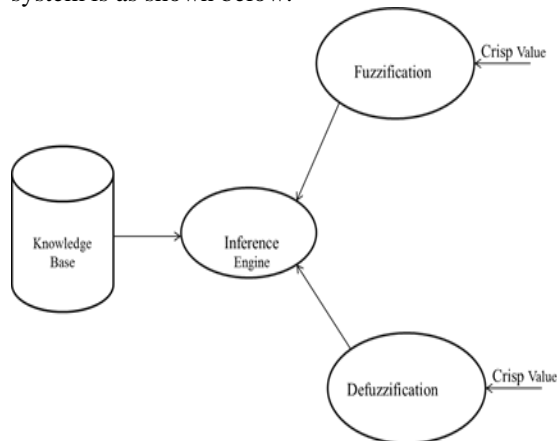 system is as shown below.
Crisp Value
Fuzzification
Knowledge
Base
Inference
Engine
Crisp Value
Defuzzification